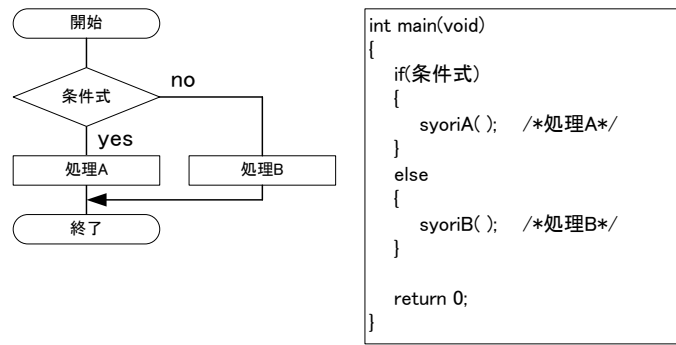 開始
条件式
no
yes
処理A
処理B
終了
int main(void)
{
if(条件式)
{
syoriA( ); /*処理A*/
}
else
{
syoriB( ); /*処理B*/
}
return 0;
}